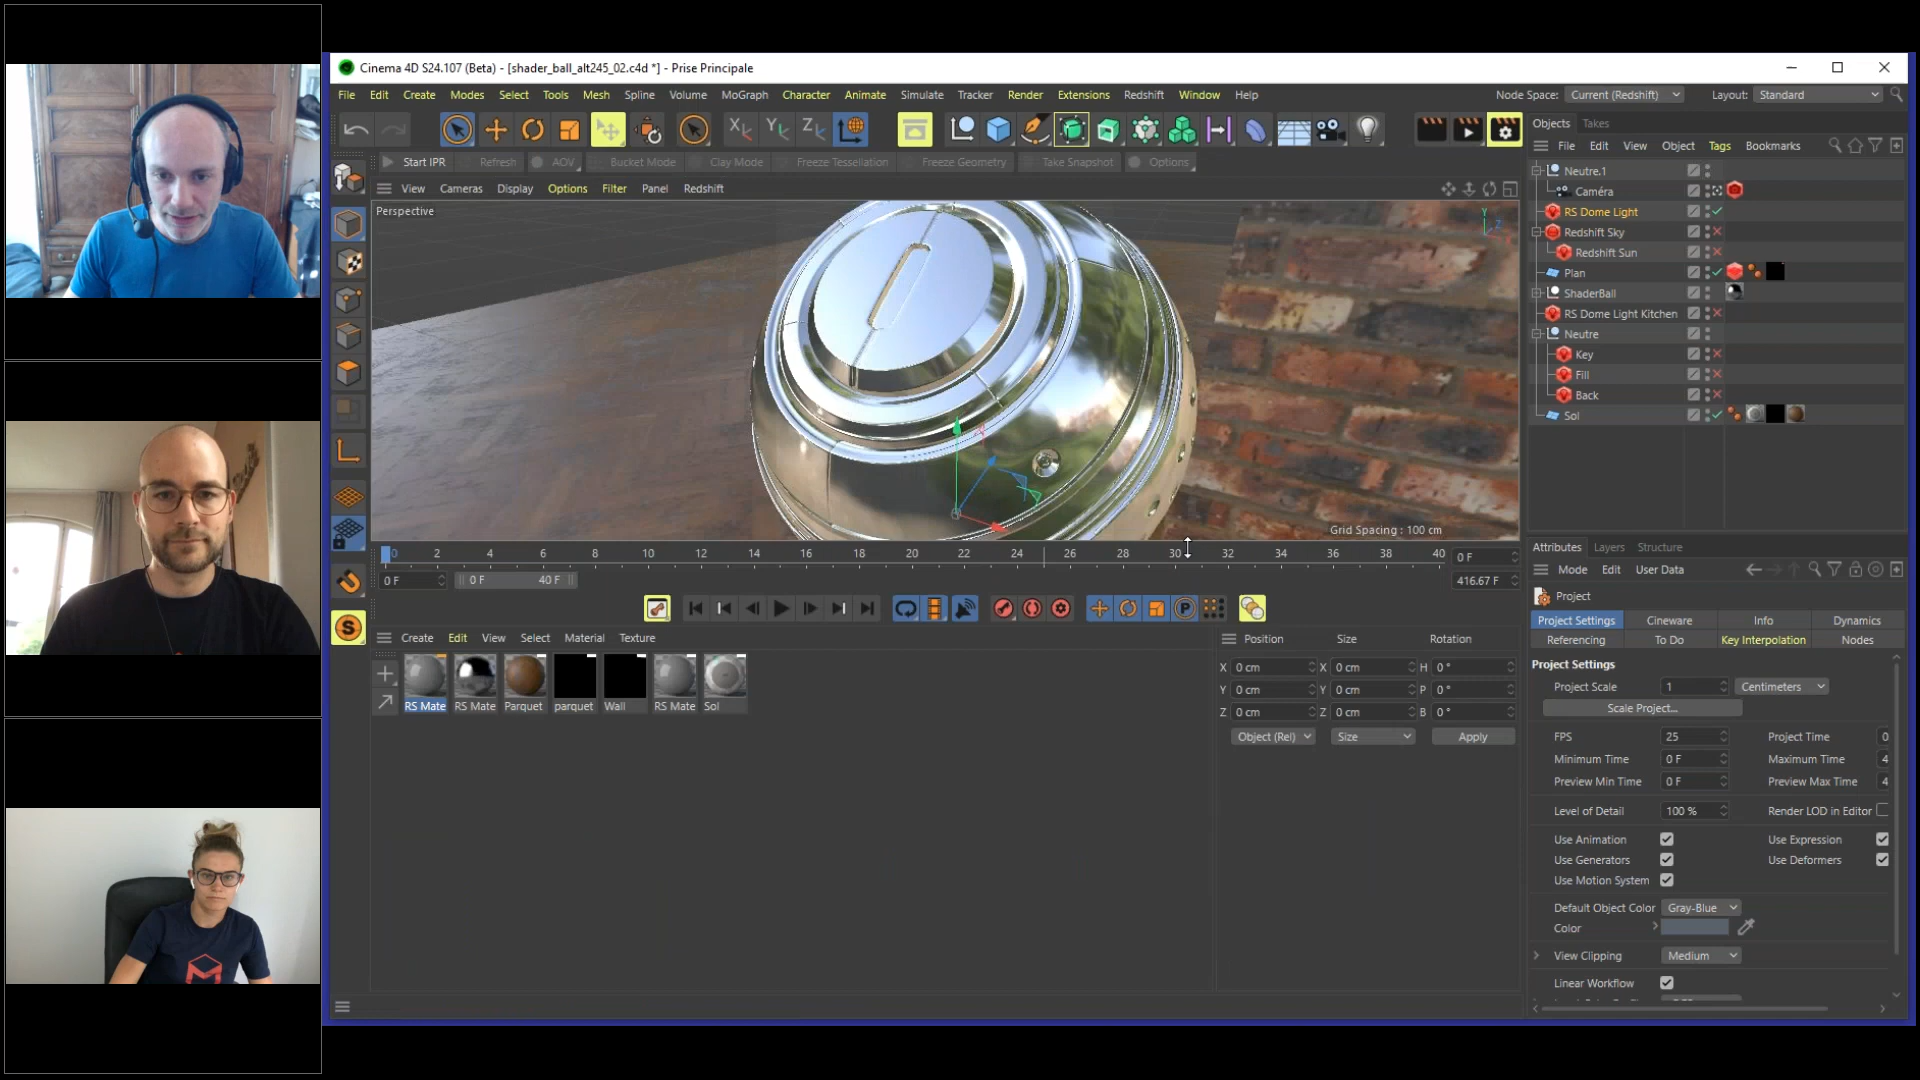 Cinema 4D S24.107 (Beta) - [shader_ball_alt245_02.c4d *] - Prise Principale
File Edit Create Modes Select Tools Mesh Spline Volume MoGraph Character Animate Simulate Tracker Render Extensions Redshift Window Help
Node Space: Current (Redshift) Layout: Standard
Start IPR Refresh AOV Bucket Mode Clay Mode Freeze Tessellation Freeze Geometry Take Snapshot Options
View Cameras Display Options Filter Panel Redshift
Perspective
Grid Spacing : 100 cm
0 2 4 6 8 10 12 14 16 18 20 22 24 26 28 30 32 34 36 38 40 0 F
0 F 0 F 40 F 416.67 F
Create Edit View Select Material Texture
RS Mate RS Mate Parquet parquet Wall RS Mate Sol
Position Size Rotation
X 0 cm X 0 cm H 0 °
Y 0 cm Y 0 cm P 0 °
Z 0 cm Z 0 cm B 0 °
Object (Rel) Size Apply
Objects Takes
File Edit View Object Tags Bookmarks
Neutre.1
Caméra
RS Dome Light
Redshift Sky
Redshift Sun
Plan
ShaderBall
RS Dome Light Kitchen
Neutre
Key
Fill
Back
Sol
Attributes Layers Structure
Mode Edit User Data
Project
Project Settings Cineware Info Dynamics
Referencing To Do Key Interpolation Nodes
Project Settings
Project Scale 1 Centimeters
Scale Project...
FPS 25 Project Time 0
Minimum Time 0 F Maximum Time 4
Preview Min Time 0 F Preview Max Time 4
Level of Detail 100 % Render LOD in Editor
Use Animation Use Expression
Use Generators Use Deformers
Use Motion System
Default Object Color Gray-Blue
Color
View Clipping Medium
Linear Workflow